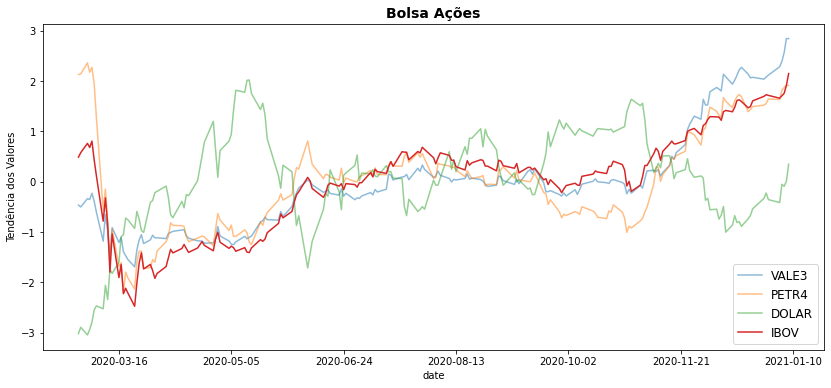 Bolsa Ações
Tendência dos Valores
3
2
1
0
−1
−2
−3
VALE3
PETR4
DOLAR
IBOV
2020-03-16
2020-05-05
2020-06-24
2020-08-13
2020-10-02
2020-11-21
2021-01-10
date